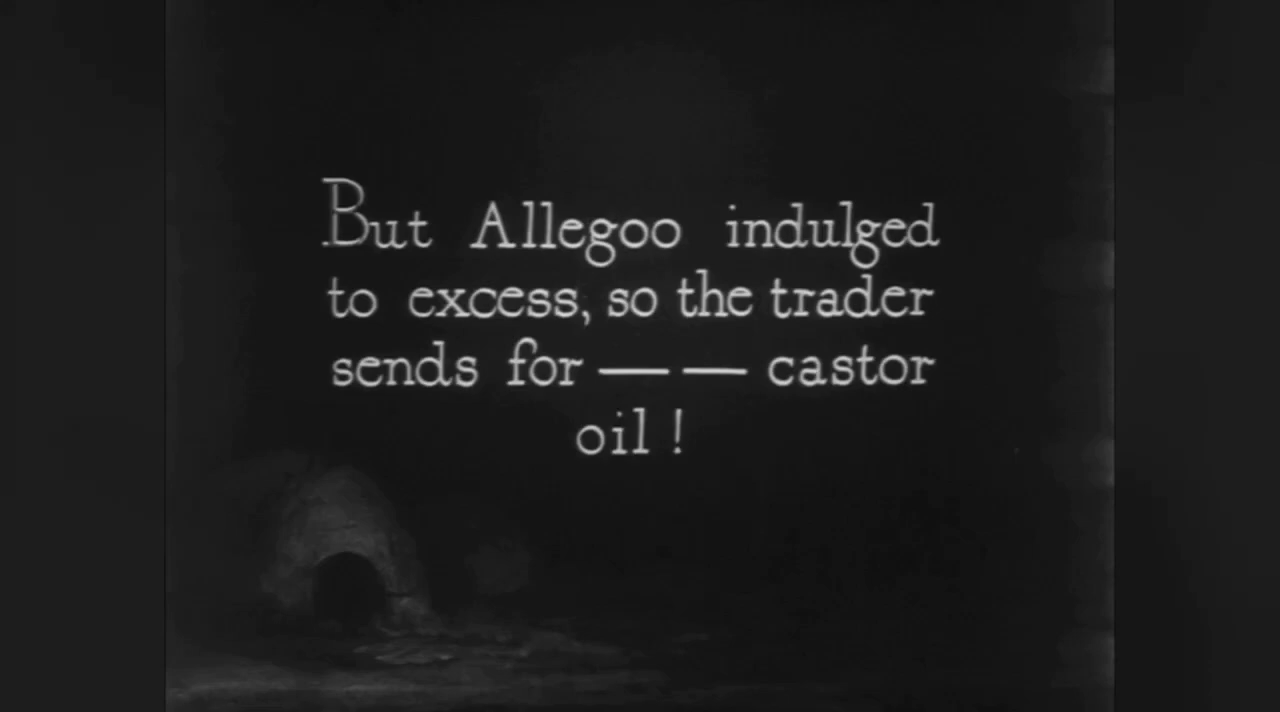 But Allegoo indulged
to excess, so the trader
sends for — — castor
oil !